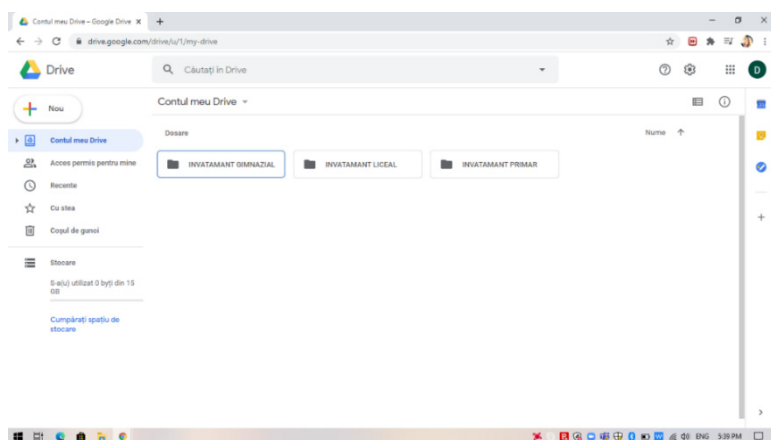 Contul meu Drive – Google Drive
drive.google.com/drive/u/1/my-drive
Drive
Căutați în Drive
D
Nou
Contul meu Drive
Contul meu Drive
Dosare
Nume
Acces permis pentru mine
INVATAMANT GIMNAZIAL
INVATAMANT LICEAL
INVATAMANT PRIMAR
Recente
Cu stea
Coșul de gunoi
Stocare
S-a(u) utilizat 0 byți din 15
GB
Cumpărați spațiu de
stocare
ENG
5:39 PM